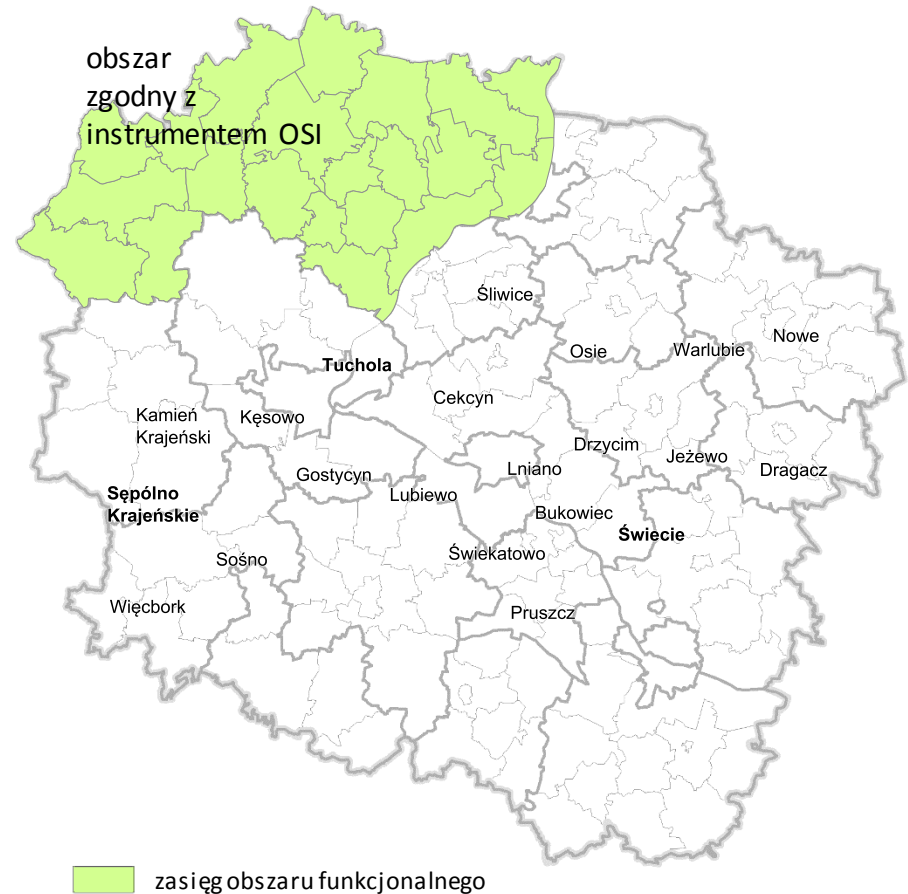 obszar
zgodny z
instrumentem OSI
Śliwice
Nowe
Osie
Warlubie
Tuchola
Cekcyn
Kamień
Krajeński
Kęsowo
Drzycim
Jeżewo
Dragacz
Gostycyn
Lniano
Lubiewo
Sępólno
Krajeńskie
Bukowiec
Świecie
Świekatowo
Sośno
Więcbork
Pruszcz
zasięg obszaru funkcjonalnego